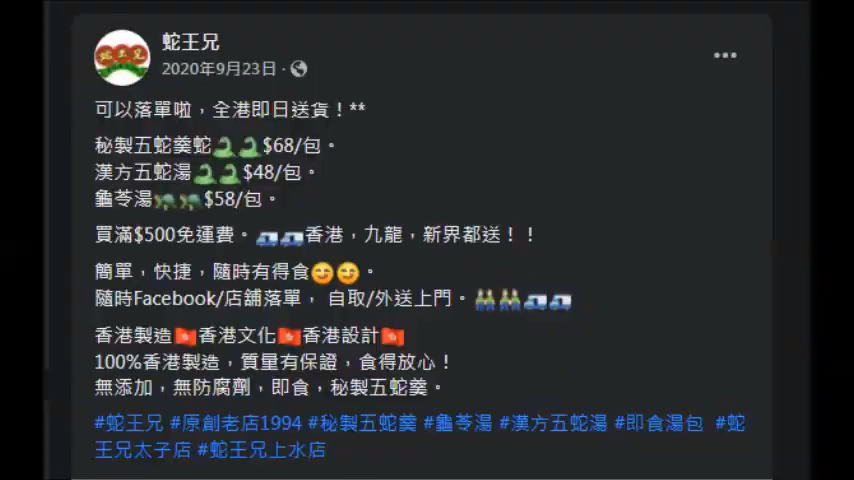 蛇王兄
蛇王兄
2020年9月23日 ·
可以落單啦，全港即日送貨！**
秘製五蛇羹蛇🐍🐍$68/包。
漢方五蛇湯🐍🐍$48/包。
龜苓湯🐢🐢$58/包。
買滿$500免運費。🚐🚐香港，九龍，新界都送！！
簡單，快捷，隨時有得食😋😋。
隨時Facebook/店舖落單， 自取/外送上門。👬👬🚐🚐
香港製造🇭🇰香港文化🇭🇰香港設計🇭🇰
100%香港製造，質量有保證，食得放心！
無添加，無防腐劑，即食，秘製五蛇羹。
#蛇王兄 #原創老店1994 #秘製五蛇羹 #龜苓湯 #漢方五蛇湯 #即食湯包 #蛇
王兄太子店 #蛇王兄上水店